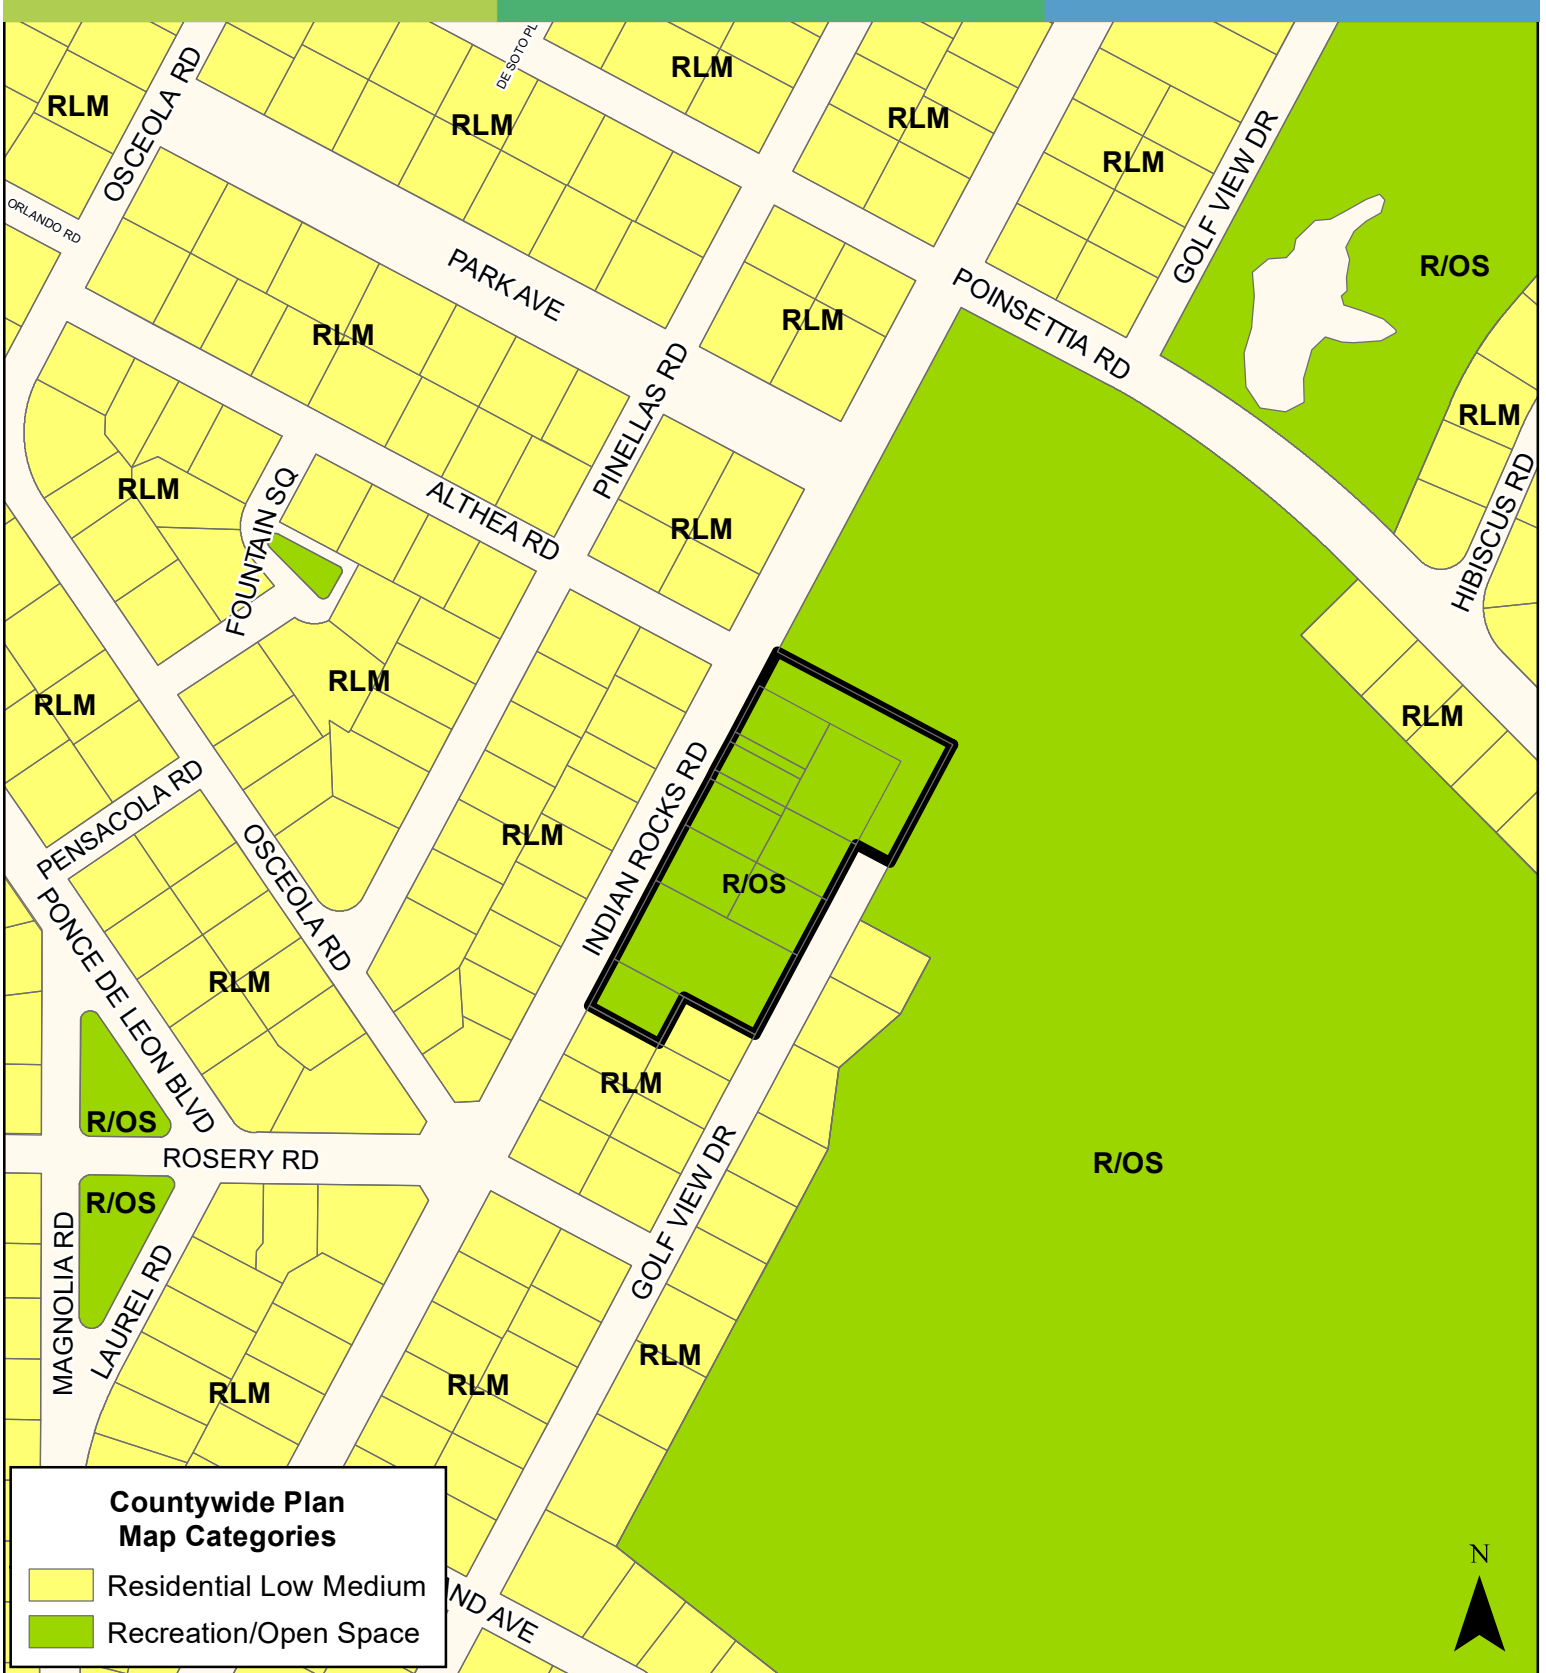 DE SOTO PL
RLM
OSCEOLA RD
RLM
RLM
RLM
RLM
GOLF VIEW DR
ORLANDO RD
PARK AVE
R/OS
POINSETTIA RD
RLM
RLM
PINELLAS RD
RLM
RLM
FOUNTAIN SQ
ALTHEA RD
RLM
HIBISCUS RD
RLM
RLM
RLM
PENSACOLA RD
OSCEOLA RD
RLM
INDIAN ROCKS RD
R/OS
PONCE DE LEON BLVD
RLM
RLM
R/OS
ROSERY RD
R/OS
R/OS
GOLF VIEW DR
MAGNOLIA RD
LAUREL RD
RLM
RLM
RLM
Countywide Plan
Map Categories
Residential Low Medium
Recreation/Open Space
AVE
N